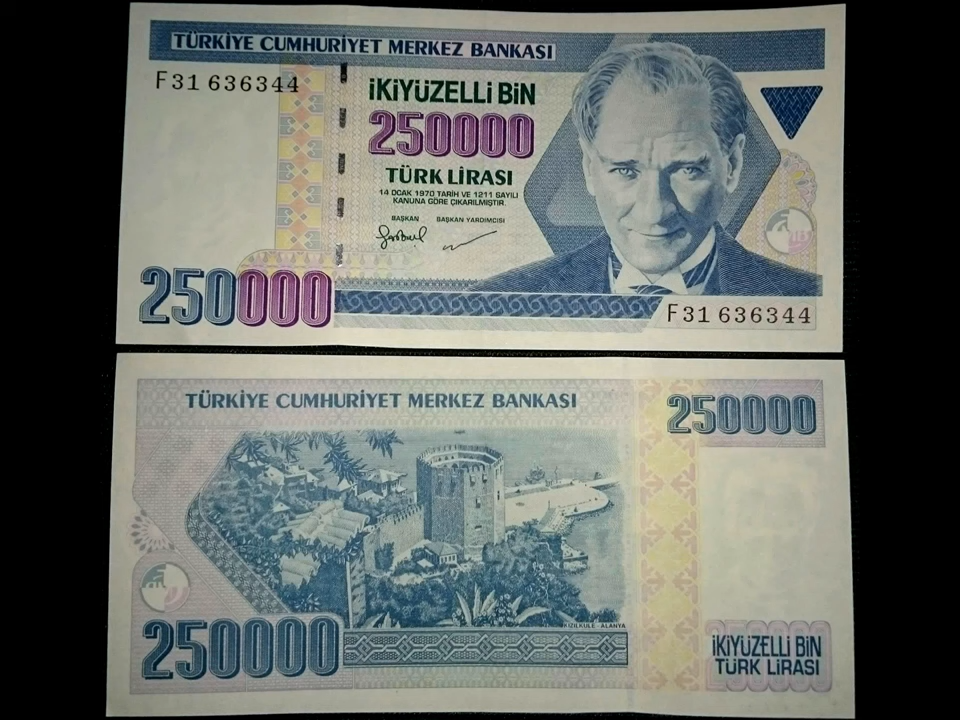 TÜRKİYE CUMHURİYET MERKEZ BANKASI
F31 636344
İKİYÜZELLİ BİN
250000
TÜRK LİRASI
14 OCAK 1970 TARİH VE 1211 SAYILI
KANUNA GÖRE ÇIKARILMIŞTIR.
BAŞKAN BAŞKAN YARDIMCISI
250000
F31 636344
TÜRKİYE CUMHURİYET MERKEZ BANKASI
250000
KIZILKULE - ALANYA
250000
İKİYÜZELLİ BİN
TÜRK LİRASI